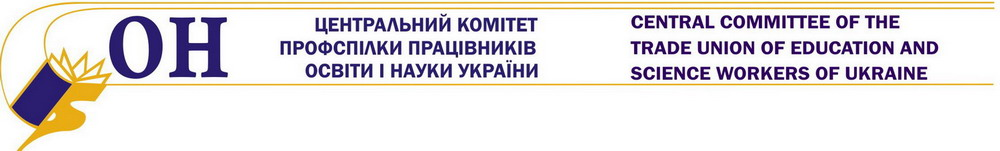 ОН
ЦЕНТРАЛЬНИЙ КОМІТЕТ
ПРОФСПІЛКИ ПРАЦІВНИКІВ
ОСВІТИ І НАУКИ УКРАЇНИ
CENTRAL COMMITTEE OF THE
TRADE UNION OF EDUCATION AND
SCIENCE WORKERS OF UKRAINE